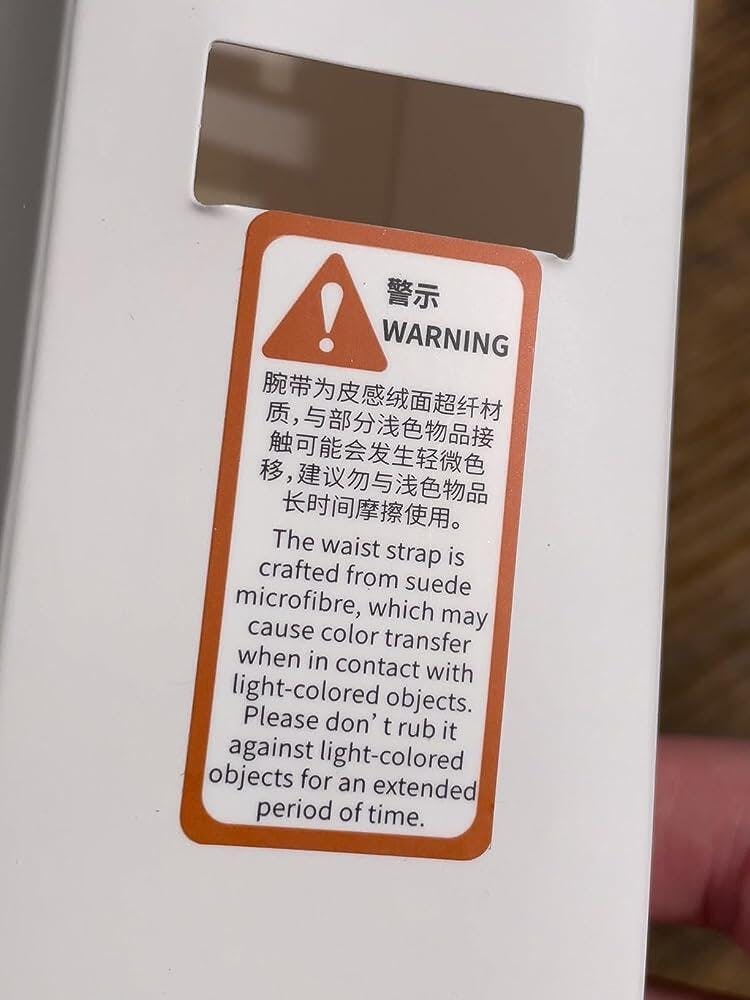 警示
WARNING
腕带为皮感绒面超纤材
质,与部分浅色物品接
触可能会发生轻微色
移,建议勿与浅色物品
长时间摩擦使用。
The waist strap is
crafted from suede
microfibre, which may
cause color transfer
when in contact with
light-colored objects.
Please don’t rub it
against light-colored
objects for an extended
period of time.